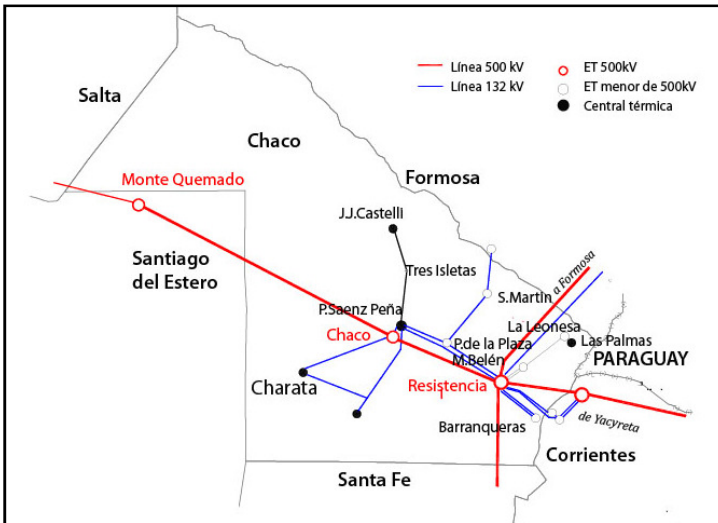 Línea 500 kV
Línea 132 kV
ET 500kV
ET menor de 500kV
Central térmica
Salta
Chaco
Formosa
Monte Quemado
J.J.Castelli
Santiago
del Estero
Tres Isletas
a Formosa
S.Martín
P.Saenz Peña
La Leonesa
Chaco
P.de la Plaza
Las Palmas
M.Belén
PARAGUAY
Charata
Resistencia
Barranqueras
de Yacyreta
Corrientes
Santa Fe